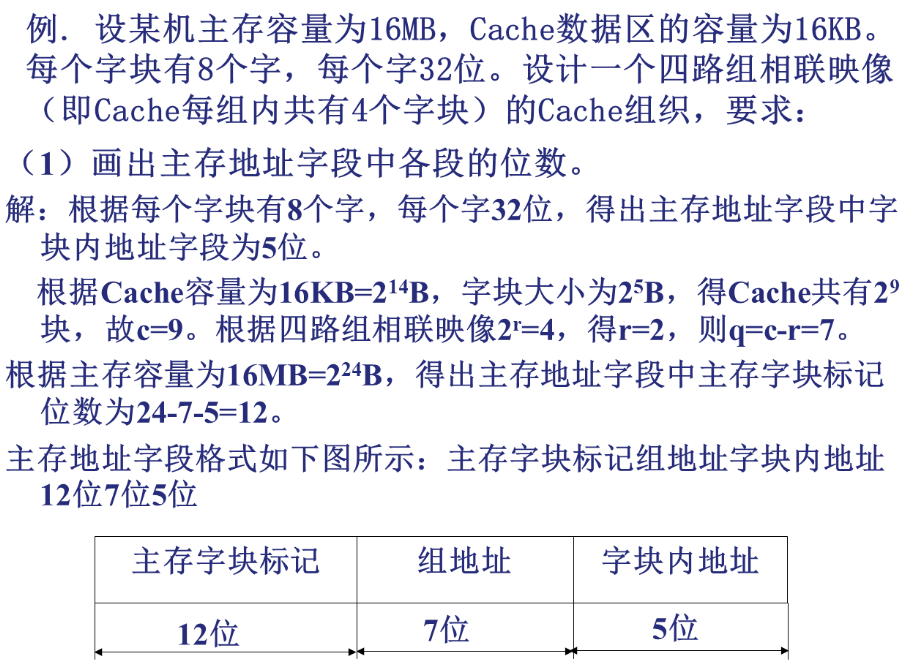 例．设某机主存容量为16MB，Cache数据区的容量为16KB。
每个字块有8个字，每个字32位。设计一个四路组相联映像
（即Cache每组内共有4个字块）的Cache组织，要求：
（1）画出主存地址字段中各段的位数。
解：根据每个字块有8个字，每个字32位，得出主存地址字段中字
块内地址字段为5位。
根据Cache容量为16KB=2¹⁴B，字块大小为2⁵B，得Cache共有2⁹
块，故c=9。根据四路组相联映像2ʳ=4，得r=2，则q=c-r=7。
根据主存容量为16MB=2²⁴B，得出主存地址字段中主存字块标记
位数为24-7-5=12。
主存地址字段格式如下图所示：主存字块标记组地址字块内地址
12位7位5位
主存字块标记 组地址 字块内地址
12位 7位 5位